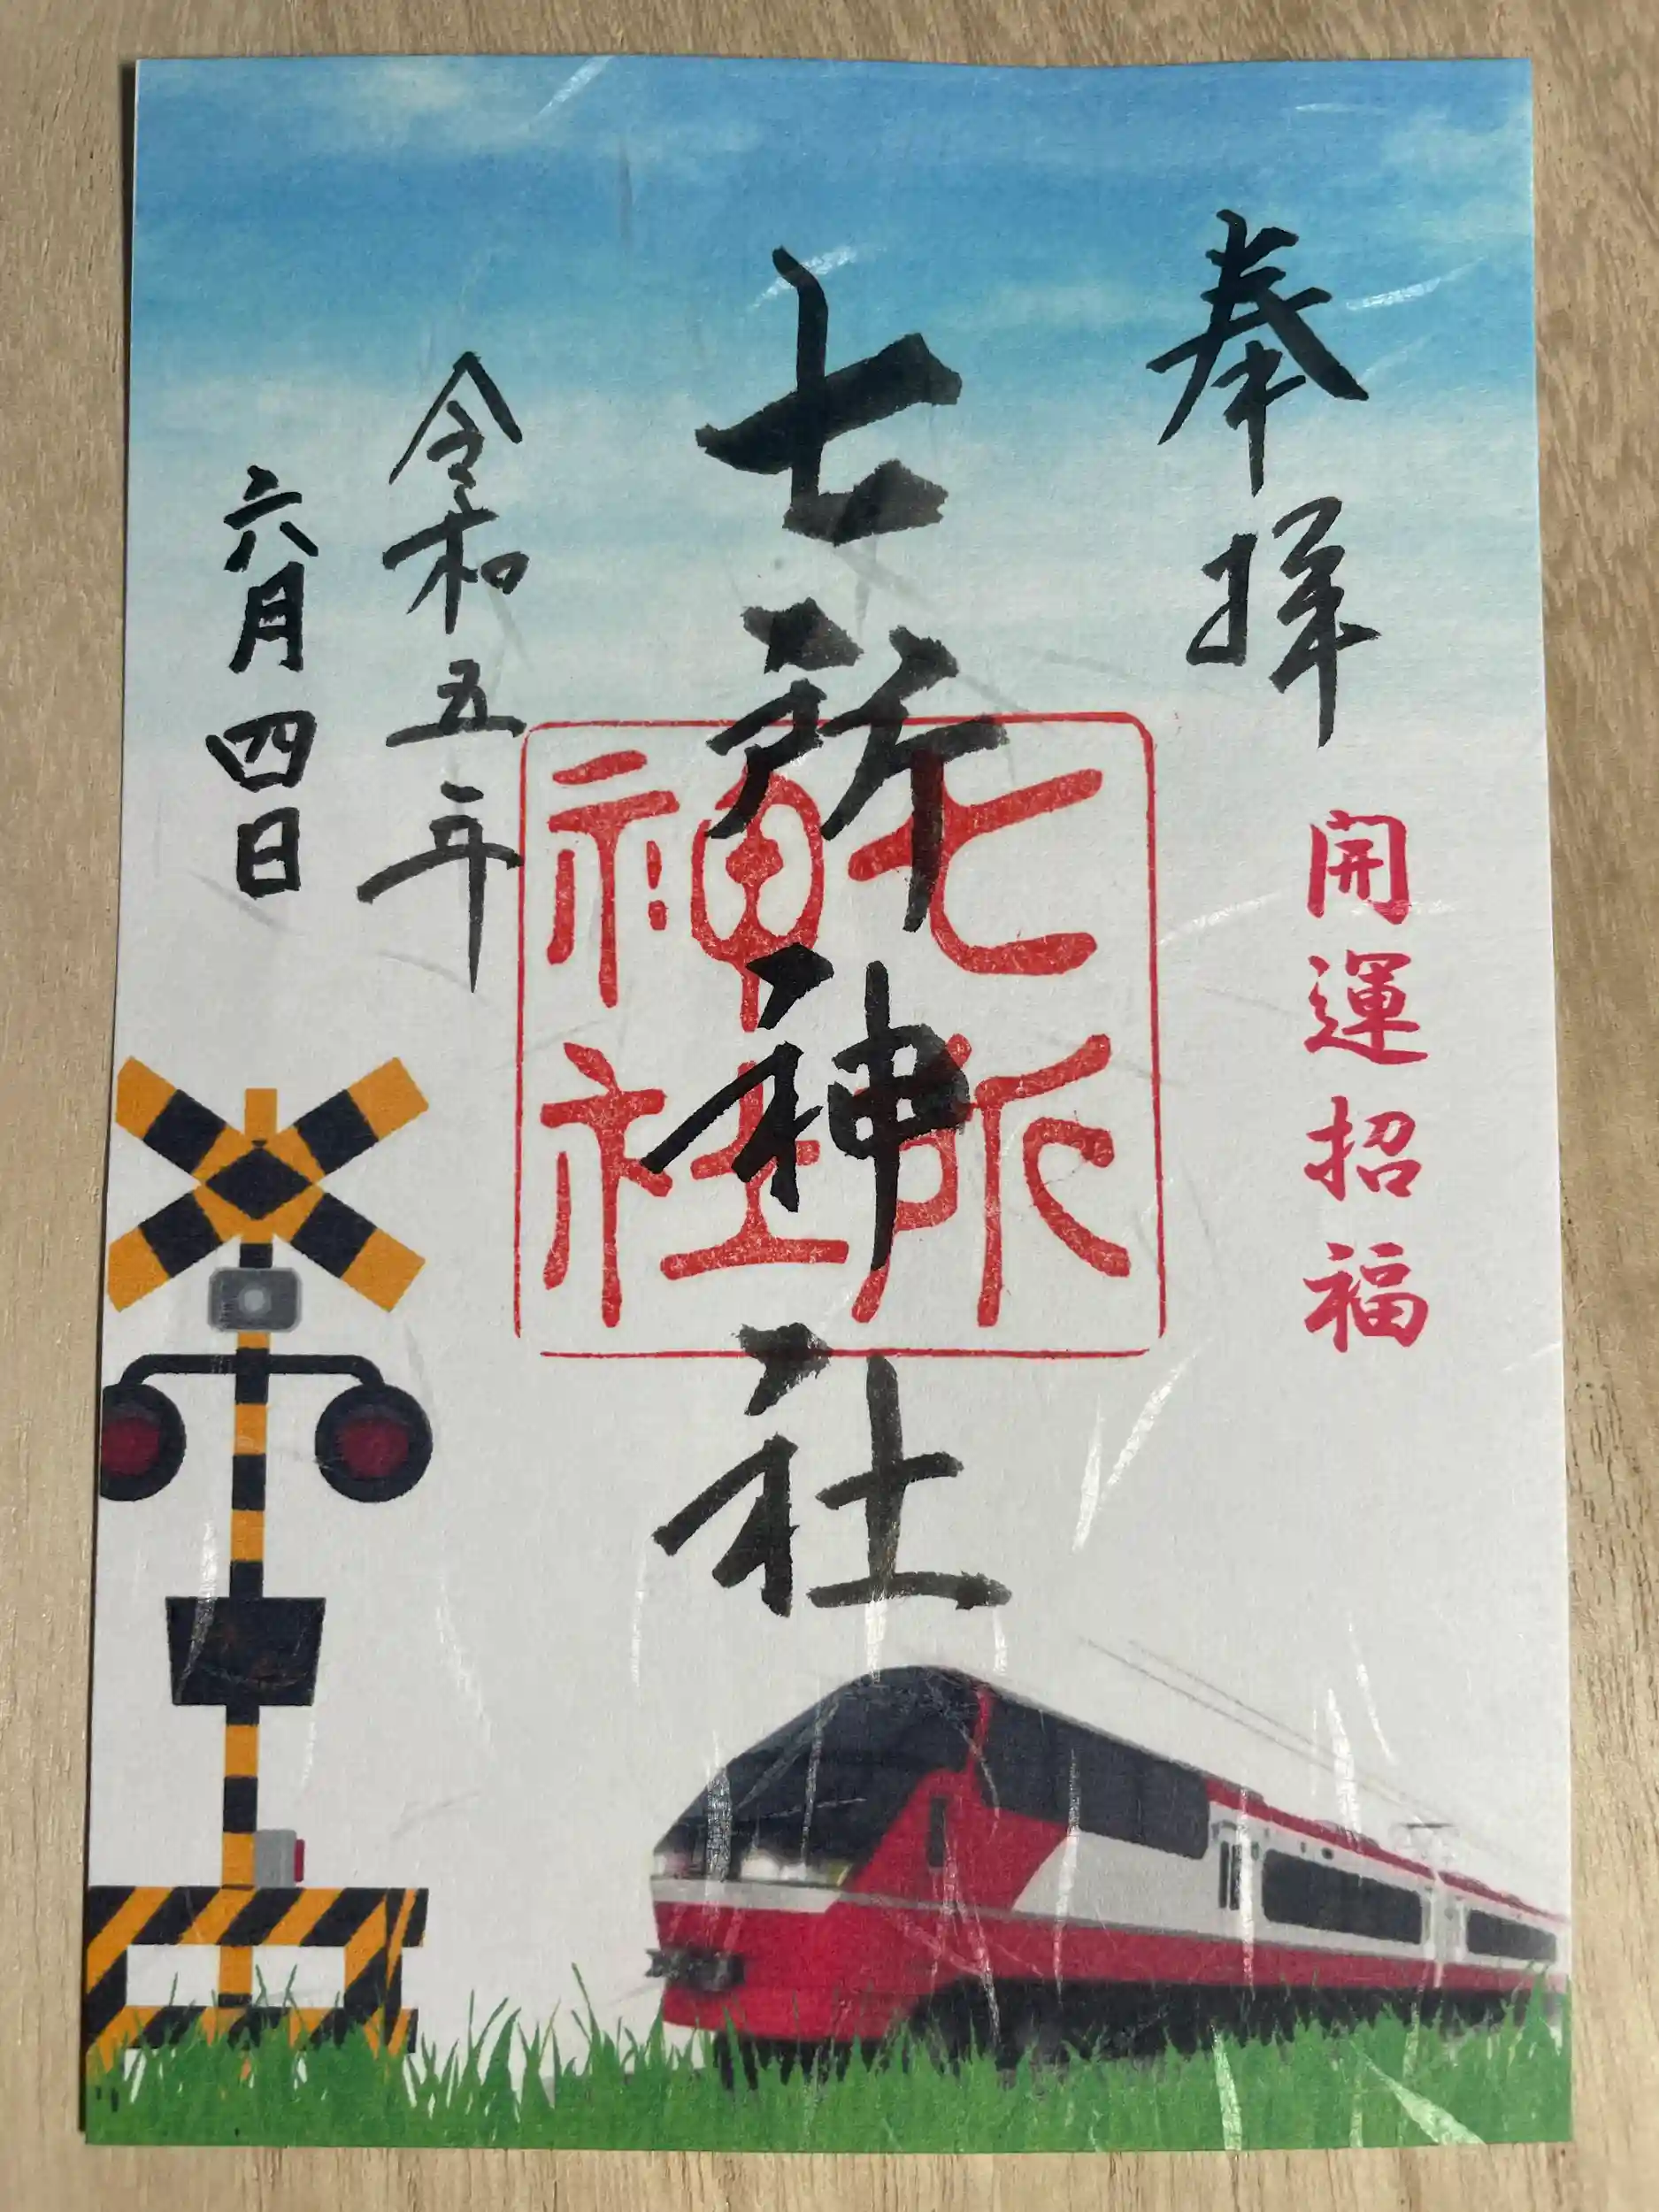 奉拝
開運招福
七所神社
七所
神社
令和五年
六月四日